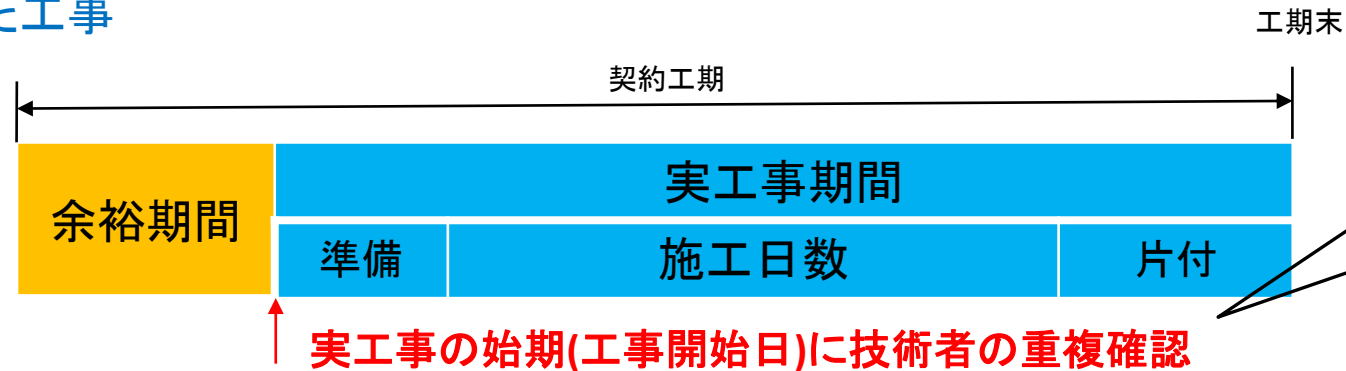 た工事
工期末
契約工期
余裕期間
実工事期間
準備
施工日数
片付
実工事の始期(工事開始日)に技術者の重複確認